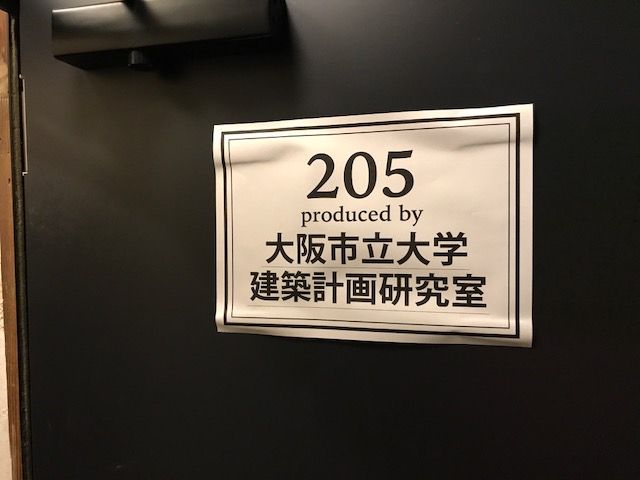 205
produced by
大阪市立大学
建築計画研究室